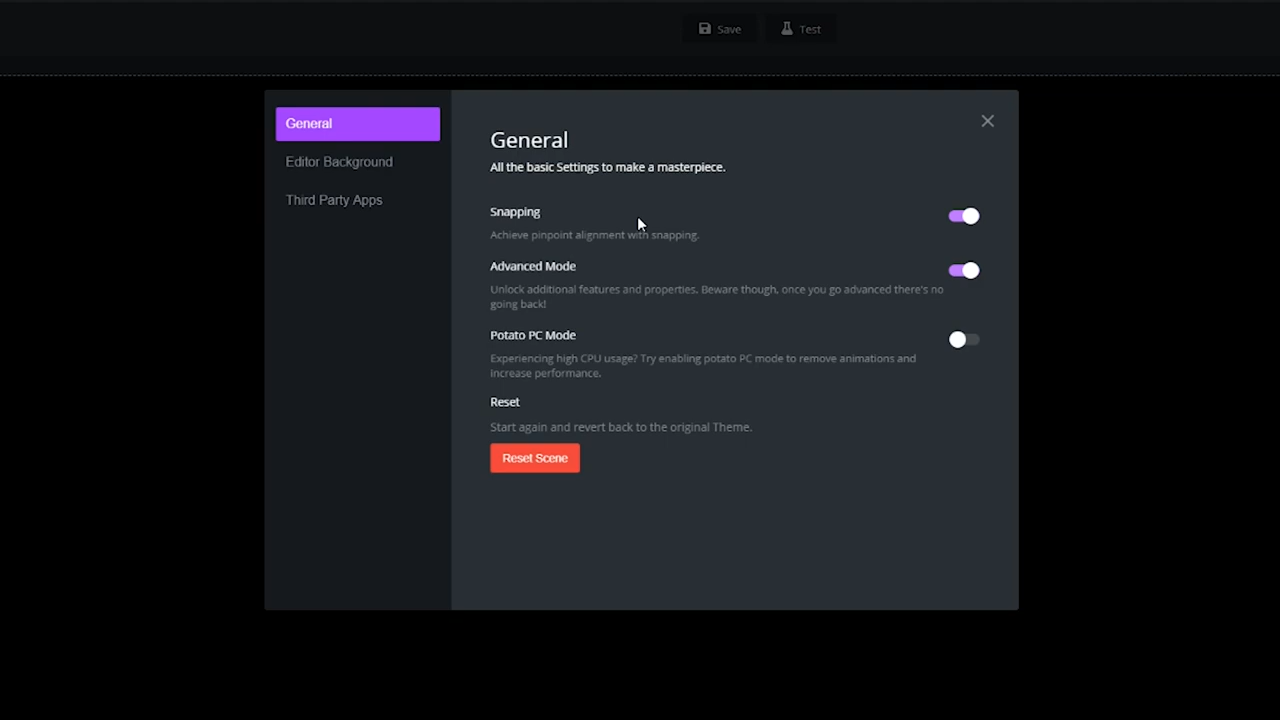 Save
Test
General
Editor Background
Third Party Apps
General
All the basic Settings to make a masterpiece.
Snapping
Achieve pinpoint alignment with snapping.
Advanced Mode
Unlock additional features and properties. Beware though, once you go advanced there's no
going back!
Potato PC Mode
Experiencing high CPU usage? Try enabling potato PC mode to remove animations and
increase performance.
Reset
Start again and revert back to the original Theme.
Reset Scene